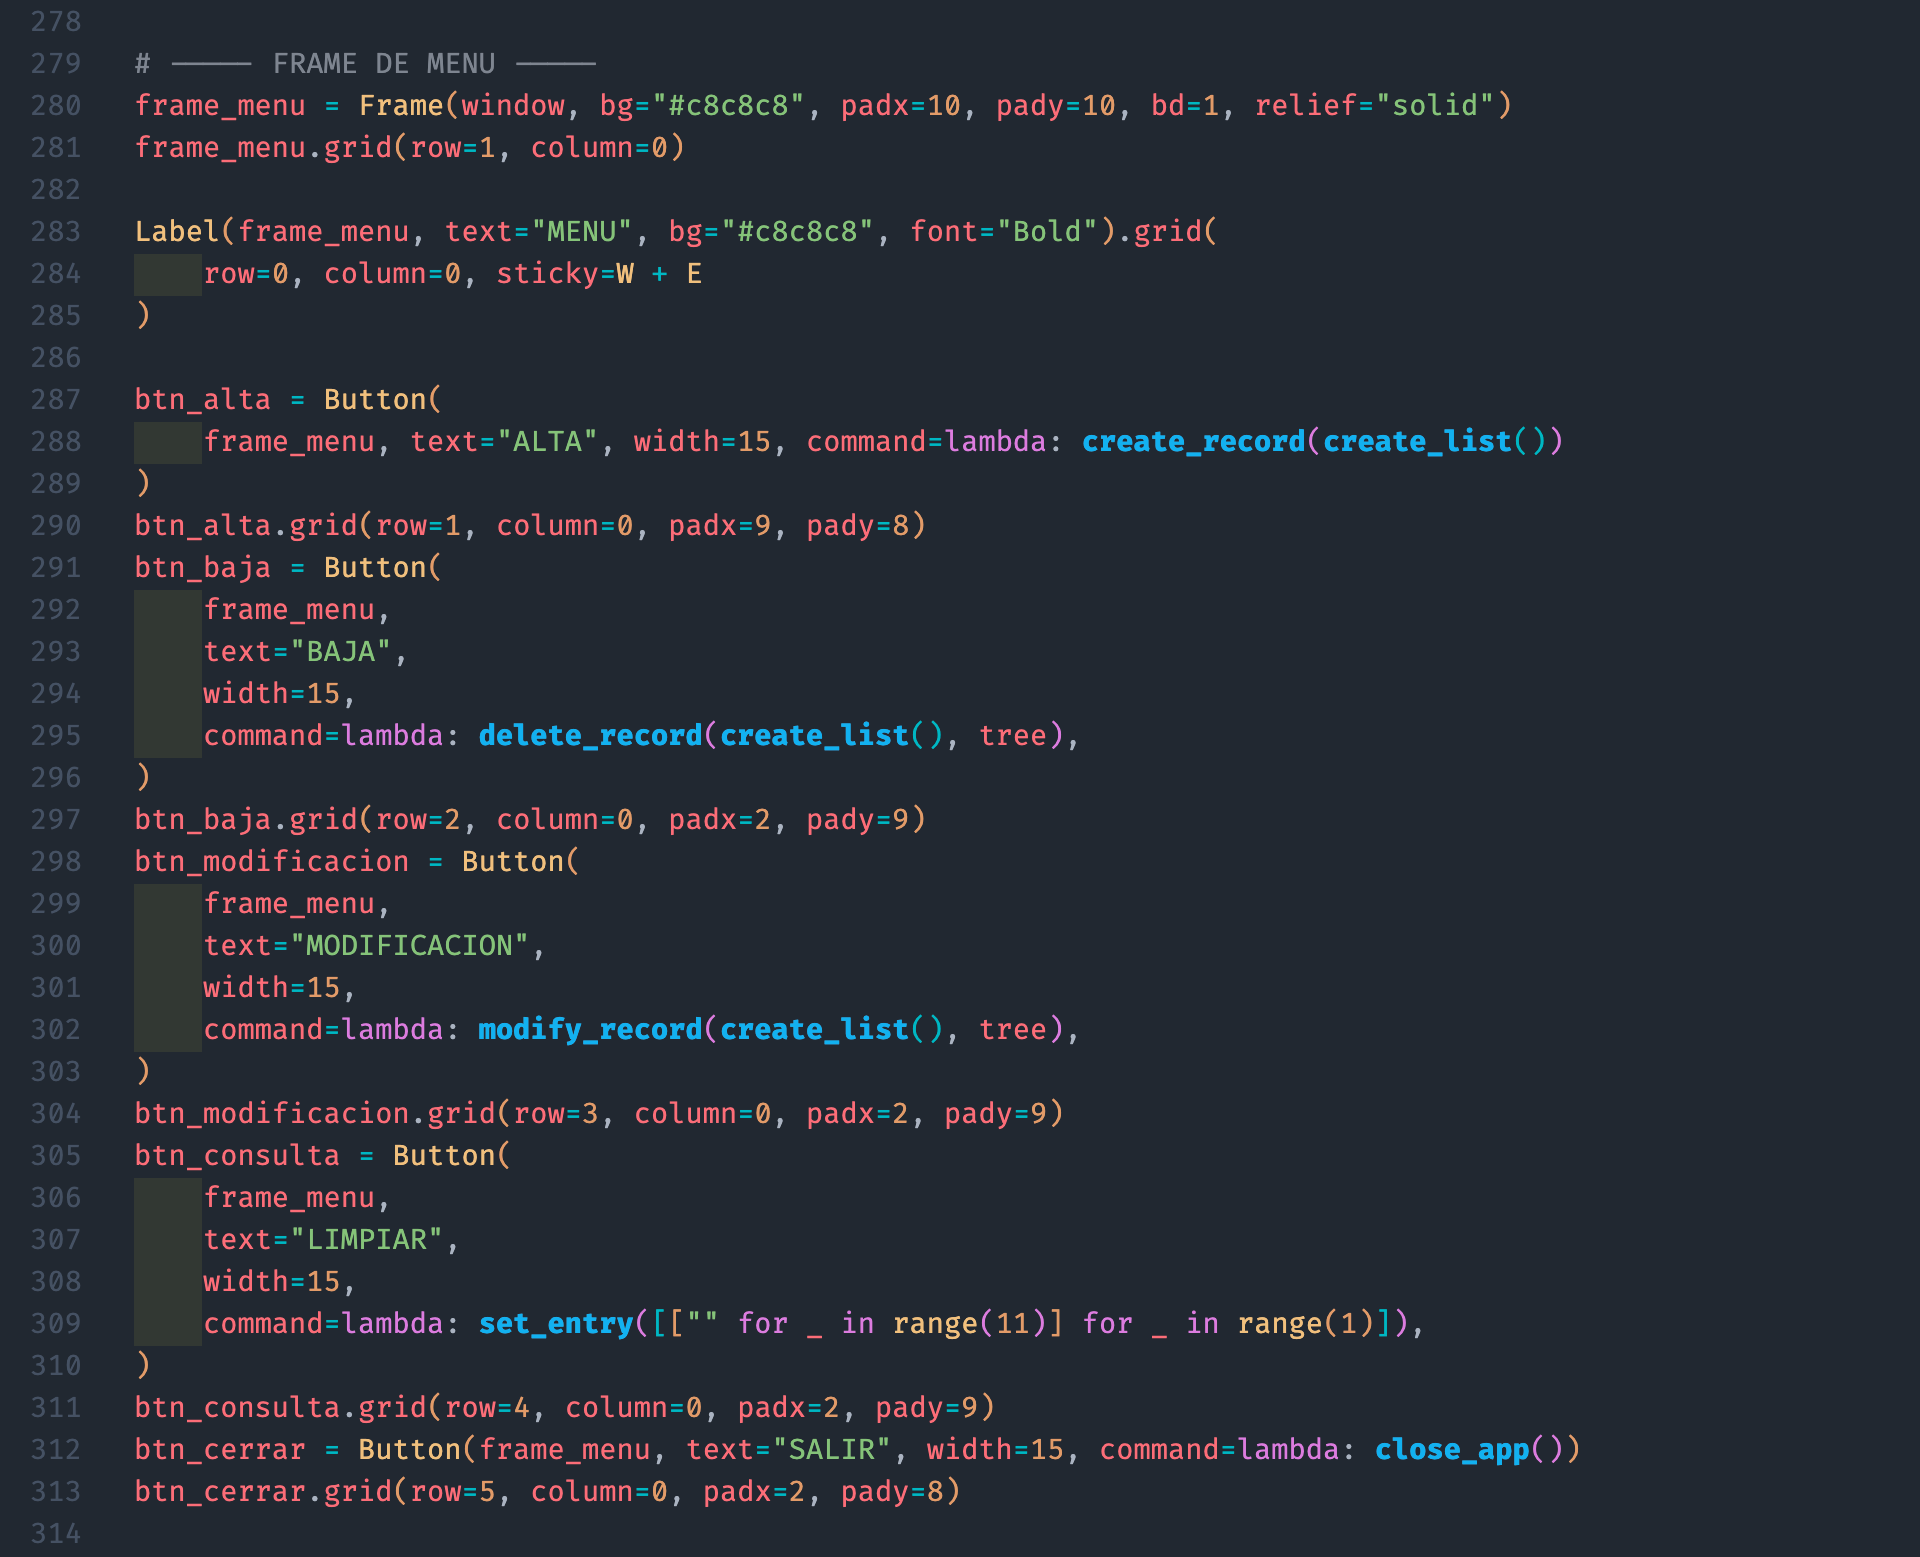 278
279 # ––––– FRAME DE MENU –––––
280 frame_menu = Frame(window, bg="#c8c8c8", padx=10, pady=10, bd=1, relief="solid")
281 frame_menu.grid(row=1, column=0)
282
283 Label(frame_menu, text="MENU", bg="#c8c8c8", font="Bold").grid(
284     row=0, column=0, sticky=W + E
285 )
286
287 btn_alta = Button(
288     frame_menu, text="ALTA", width=15, command=lambda: create_record(create_list())
289 )
290 btn_alta.grid(row=1, column=0, padx=9, pady=8)
291 btn_baja = Button(
292     frame_menu,
293     text="BAJA",
294     width=15,
295     command=lambda: delete_record(create_list(), tree),
296 )
297 btn_baja.grid(row=2, column=0, padx=2, pady=9)
298 btn_modificacion = Button(
299     frame_menu,
300     text="MODIFICACION",
301     width=15,
302     command=lambda: modify_record(create_list(), tree),
303 )
304 btn_modificacion.grid(row=3, column=0, padx=2, pady=9)
305 btn_consulta = Button(
306     frame_menu,
307     text="LIMPIAR",
308     width=15,
309     command=lambda: set_entry([["" for _ in range(11)] for _ in range(1)]),
310 )
311 btn_consulta.grid(row=4, column=0, padx=2, pady=9)
312 btn_cerrar = Button(frame_menu, text="SALIR", width=15, command=lambda: close_app())
313 btn_cerrar.grid(row=5, column=0, padx=2, pady=8)
314